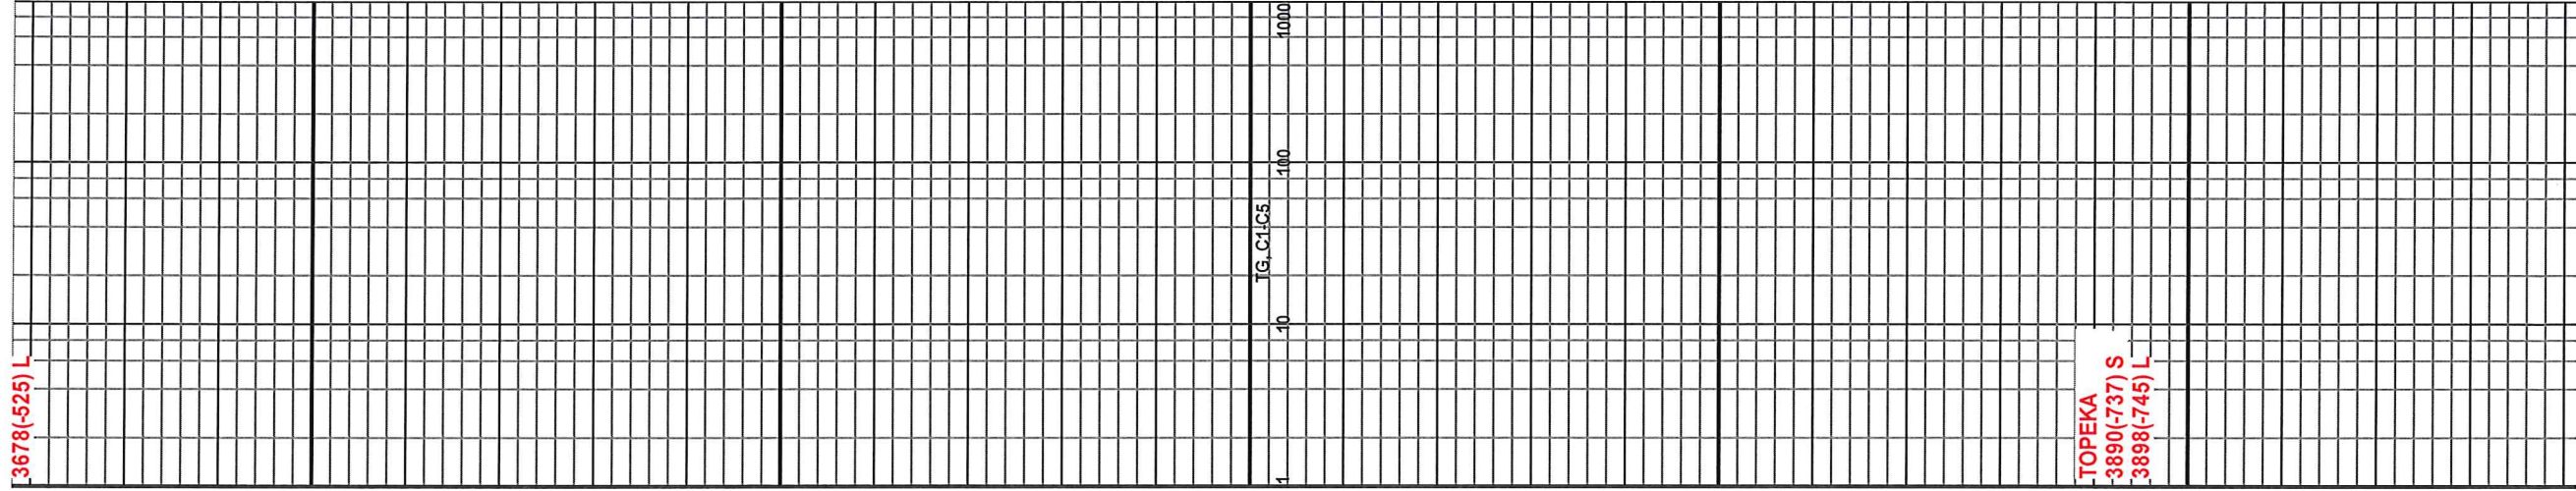 3678(-525) L
TG, C1-C5
1
10
100
1000
TOPEKA
3890(-737) S
3898(-745) L